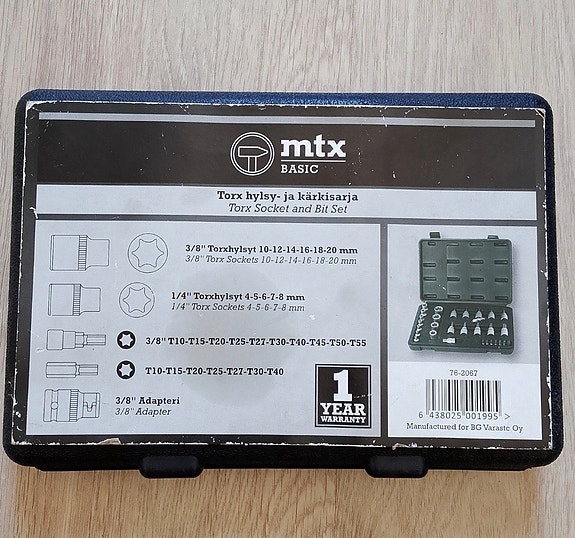 mtx
BASIC
Torx hylsy- ja kärkisarja
Torx Socket and Bit Set
3/8" Torxhylsyt 10-12-14-16-18-20 mm
3/8" Torx Sockets 10-12-14-16-18-20 mm
1/4" Torxhylsyt 4-5-6-7-8 mm
1/4" Torx Sockets 4-5-6-7-8 mm
3/8" T10-T15-T20-T25-T27-T30-T40-T45-T50-T55
T10-T15-T20-T25-T27-T30-T40
3/8" Adapteri
3/8" Adapter
1
YEAR
WARRANTY
76-2067
6 438025 001995 >
Manufactured for BG Varasto Oy